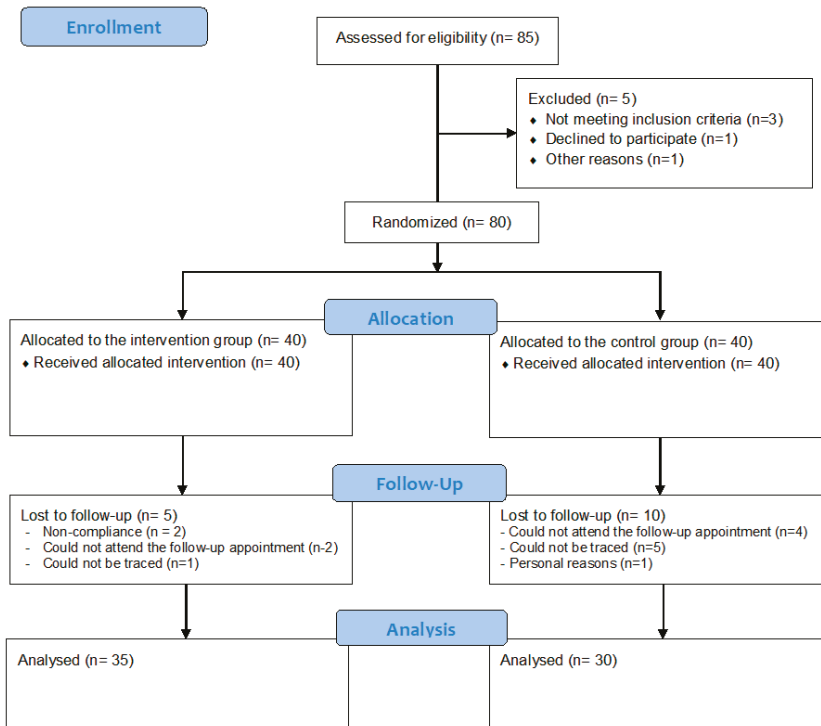 Enrollment
Assessed for eligibility (n= 85)
Excluded (n= 5)
♦ Not meeting inclusion criteria (n=3)
♦ Declined to participate (n=1)
♦ Other reasons (n=1)
Randomized (n= 80)
Allocation
Allocated to the intervention group (n= 40)
♦ Received allocated intervention (n= 40)
Allocated to the control group (n= 40)
♦ Received allocated intervention (n= 40)
Follow-Up
Lost to follow-up (n= 5)
- Non-compliance (n = 2)
- Could not attend the follow-up appointment (n-2)
- Could not be traced (n=1)
Lost to follow-up (n= 10)
- Could not attend the follow-up appointment (n=4)
- Could not be traced (n=5)
- Personal reasons (n=1)
Analysis
Analysed (n= 35)
Analysed (n= 30)